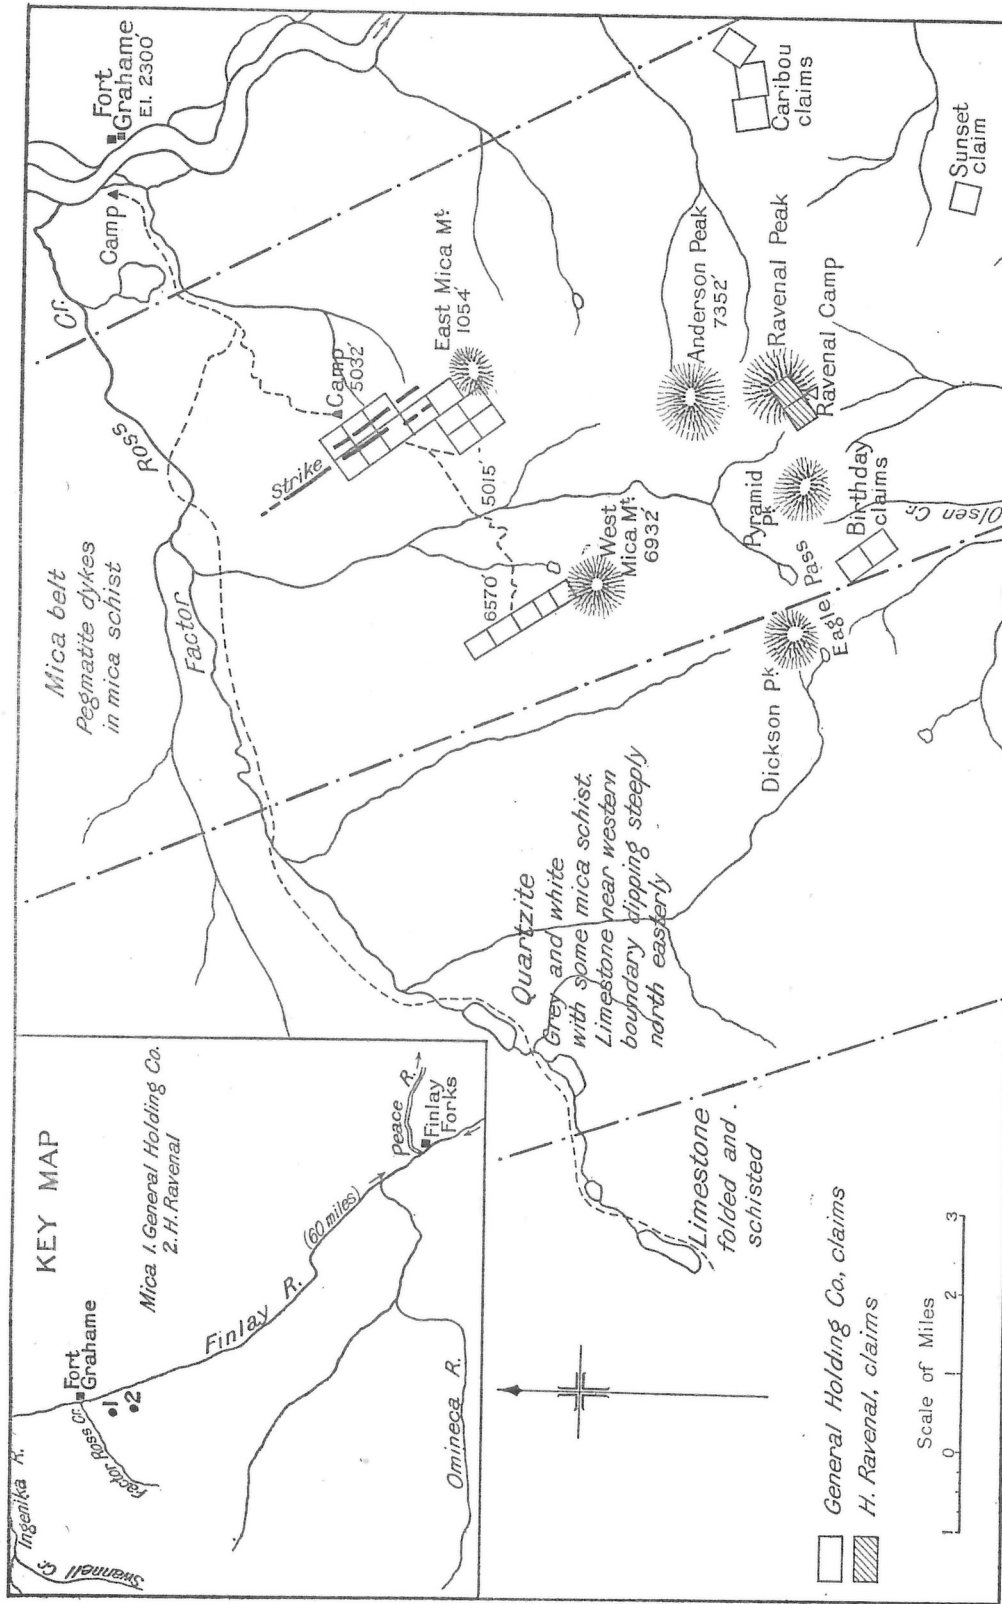 KEY MAP
Ingenika R.
Swannell Cr.
Factor Ross Cr.
Fort
Grahame
1
2
Mica 1. General Holding Co.
2. H. Ravenal
Finlay R.
(60 miles)
Peace R.
Finlay
Forks
Omineca R.
Mica belt
Pegmatite dykes
in mica schist
Factor Ross Cr.
Camp
Fort
Grahame
El. 2300'
Strike
Camp
5032'
East Mica Mt.
1054'
5015'
6570'
West
Mica Mt.
6932'
Anderson Peak
7352'
Caribou
claims
Ravenal Peak
Ravenal Camp
Pyramid
Pk
Dickson Pk
Eagle Pass
Birthday
claims
Olsen Cr.
Sunset
claim
Quartzite
Grey and white
with some mica schist.
Limestone near western
boundary dipping steeply
north easterly
Limestone
folded and
schisted
General Holding Co., claims
H. Ravenal, claims
1 0 1 2 3
Scale of Miles